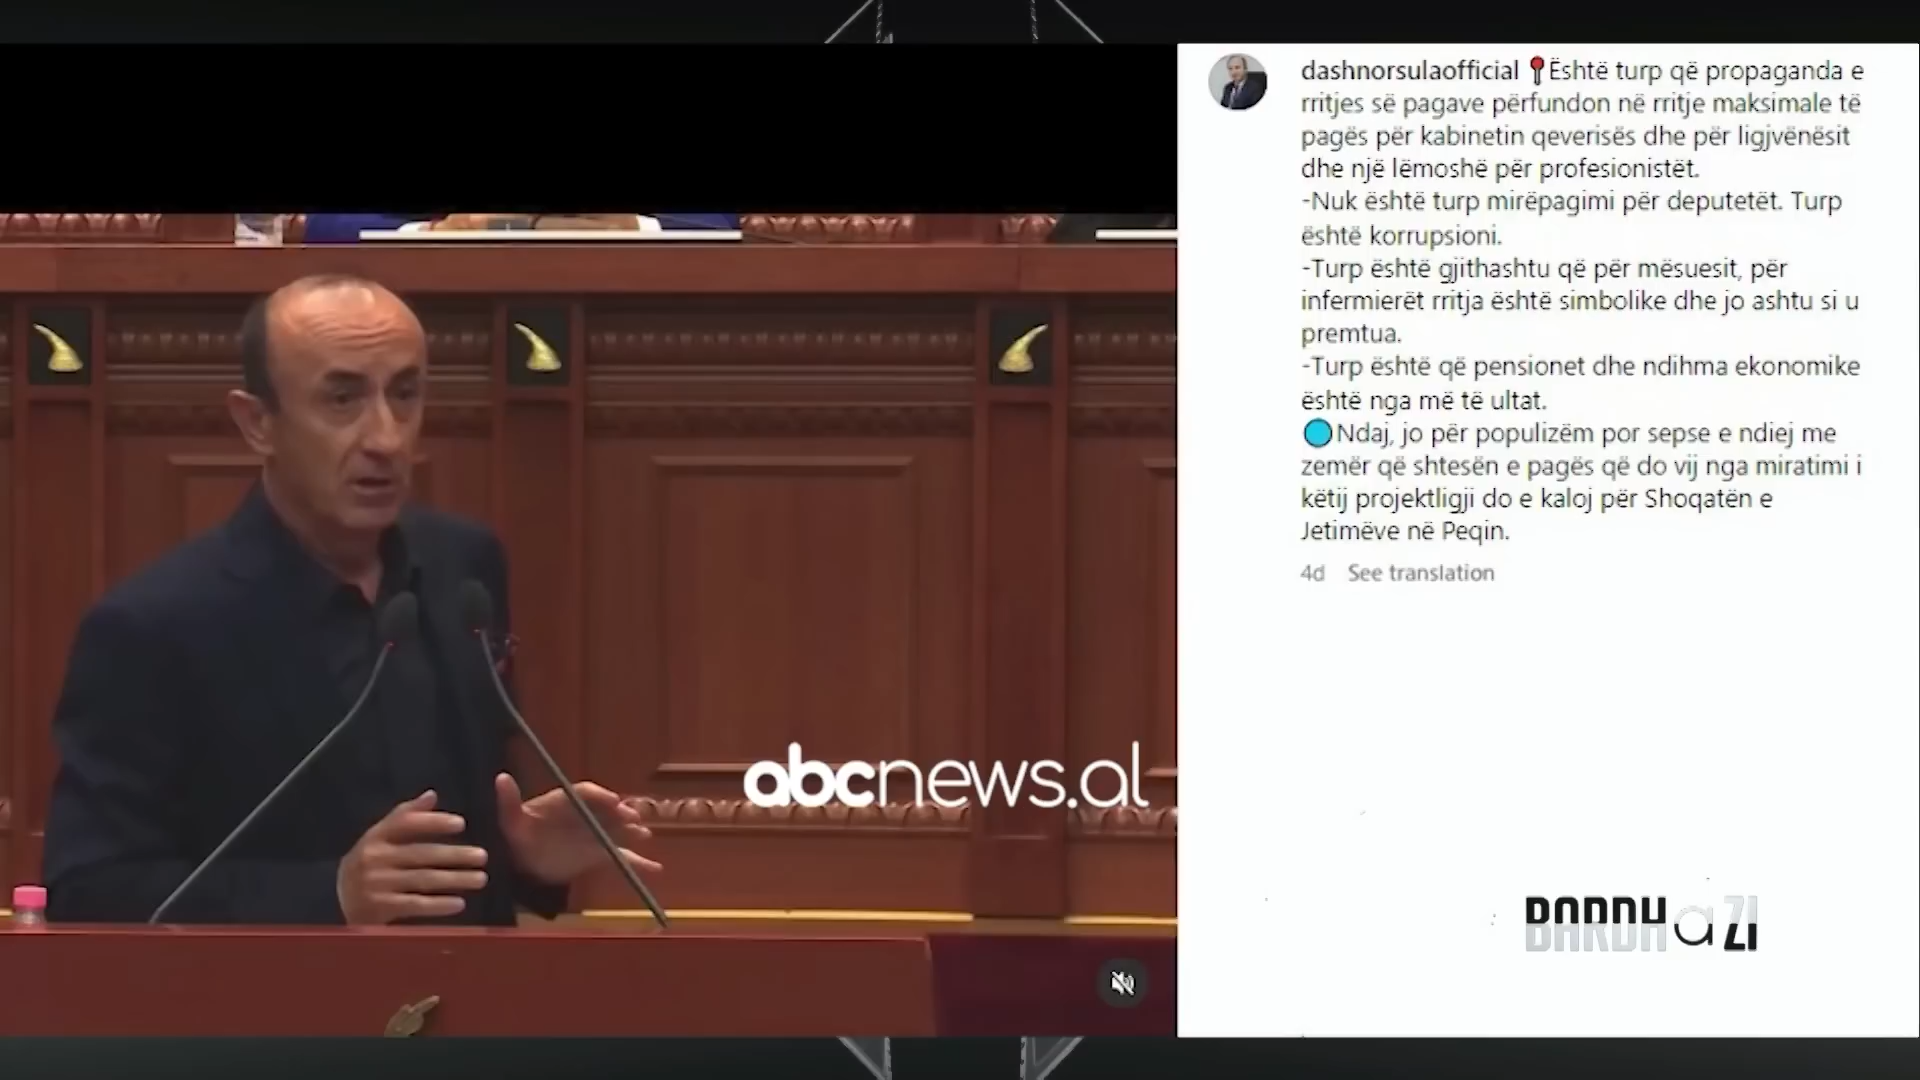 dashnorsulaofficial 📍Është turp që propaganda e
rritjes së pagave përfundon në rritje maksimale të
pagës për kabinetin qeverisës dhe për ligjvënësit
dhe një lëmoshë për profesionistët.
-Nuk është turp mirëpagimi për deputetët. Turp
është korrupsioni.
-Turp është gjithashtu që për mësuesit, për
infermierët rritja është simbolike dhe jo ashtu si u
premtua.
-Turp është që pensionet dhe ndihma ekonomike
është nga më të ultat.
🔵Ndaj, jo për populizëm por sepse e ndiej me
zemër që shtesën e pagës që do vij nga miratimi i
këtij projektligji do e kaloj për Shoqatën e
Jetimëve në Peqin.
4d See translation
abcnews.al
BARDH a ZI